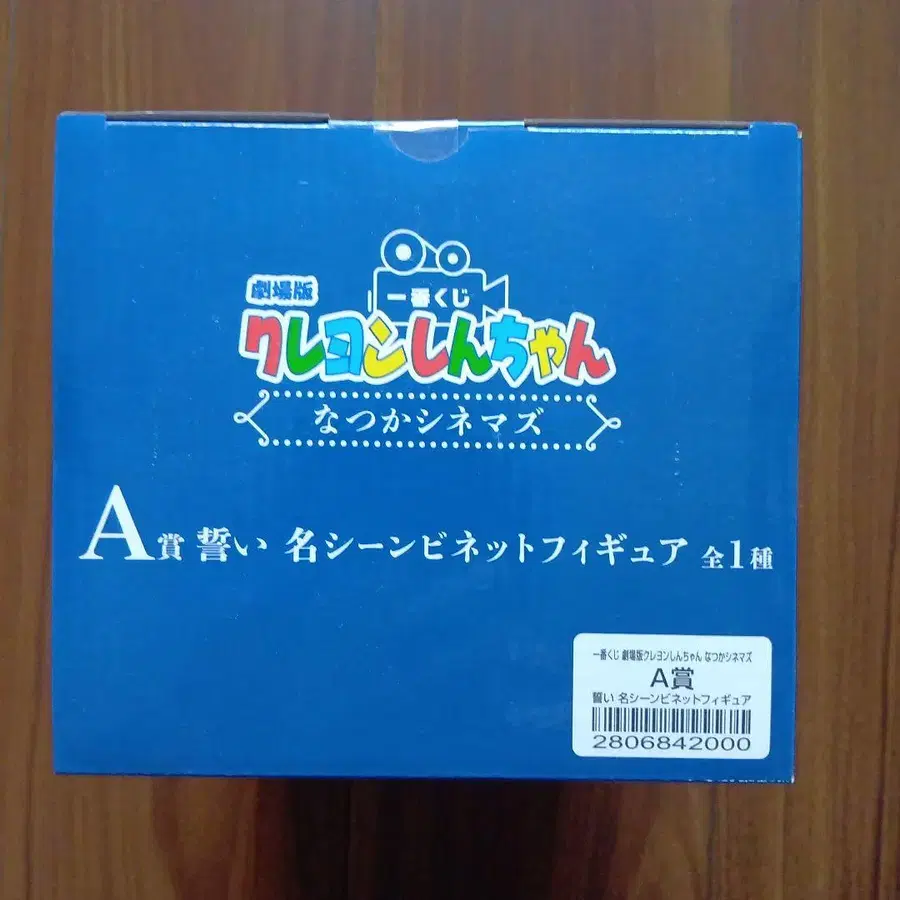 一番くじ
劇場版
クレヨンしんちゃん
なつかシネマズ
A賞 誓い 名シーンビネットフィギュア 全1種
一番くじ 劇場版クレヨンしんちゃん なつかシネマズ
A賞
誓い 名シーンビネットフィギュア
2806842000